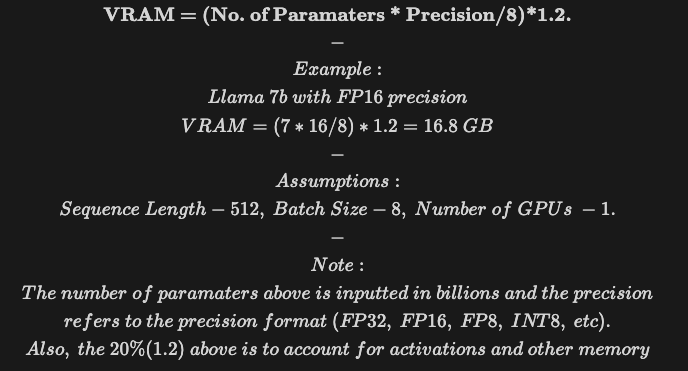 VRAM = (No. of Paramaters * Precision/8)*1.2.
–
Example :
Llama 7b with FP16 precision
VRAM = (7 * 16/8) * 1.2 = 16.8 GB
–
Assumptions :
Sequence Length – 512, Batch Size – 8, Number of GPUs – 1.
–
Note :
The number of paramaters above is inputted in billions and the precision
refers to the precision format (FP32, FP16, FP8, INT8, etc).
Also, the 20%(1.2) above is to account for activations and other memory